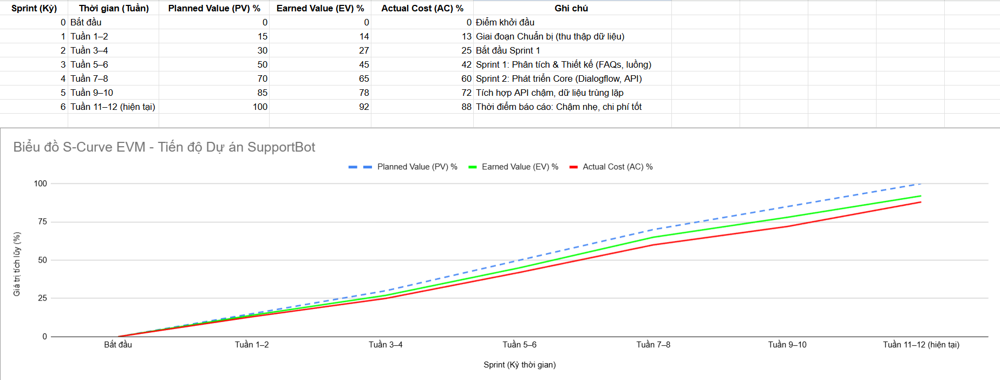 Sprint (Kỳ) Thời gian (Tuần) Planned Value (PV) % Earned Value (EV) % Actual Cost (AC) % Ghi chú
0 Bắt đầu 0 0 0 Điểm khởi đầu
1 Tuần 1–2 15 14 13 Giai đoạn Chuẩn bị (thu thập dữ liệu)
2 Tuần 3–4 30 27 25 Bắt đầu Sprint 1
3 Tuần 5–6 50 45 42 Sprint 1: Phân tích & Thiết kế (FAQs, luồng)
4 Tuần 7–8 70 65 60 Sprint 2: Phát triển Core (Dialogflow, API)
5 Tuần 9–10 85 78 72 Tích hợp API chậm, dữ liệu trùng lặp
6 Tuần 11–12 (hiện tại) 100 92 88 Thời điểm báo cáo: Chậm nhẹ, chi phí tốt
Biểu đồ S-Curve EVM - Tiến độ Dự án SupportBot
Planned Value (PV) % Earned Value (EV) % Actual Cost (AC) %
Giá trị tích lũy (%)
100
75
50
25
0
Bắt đầu Tuần 1–2 Tuần 3–4 Tuần 5–6 Tuần 7–8 Tuần 9–10 Tuần 11–12 (hiện tại)
Sprint (Kỳ thời gian)